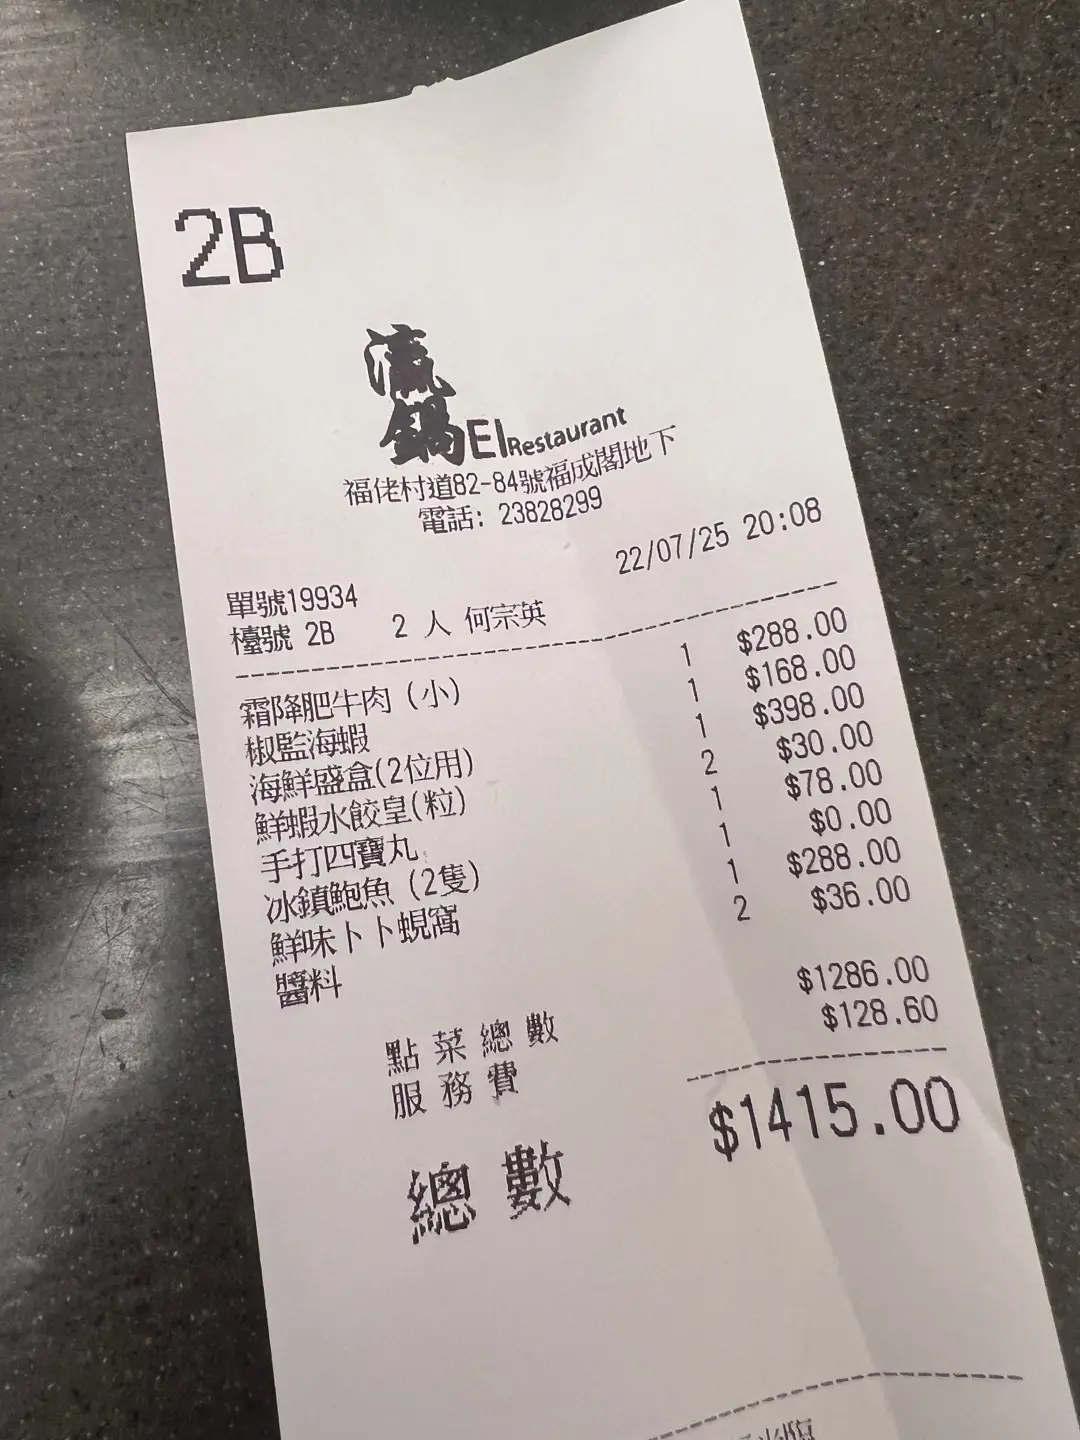 2B
流
鍋 EI Restaurant
福佬村道82-84號福成閣地下
電話: 23828299
22/07/25 20:08
單號19934
檯號 2B 2 人 何宗英
霜降肥牛肉 (小) 1 $288.00
椒監海蝦 1 $168.00
海鮮盛盒(2位用) 1 $398.00
鮮蝦水餃皇(粒) 2 $30.00
手打四寶丸 1 $78.00
冰鎮鮑魚 (2隻) 1 $0.00
鮮味卜卜蜆窩 1 $288.00
醬料 2 $36.00
點菜總數 $1286.00
服務費 $128.60
總數 $1415.00